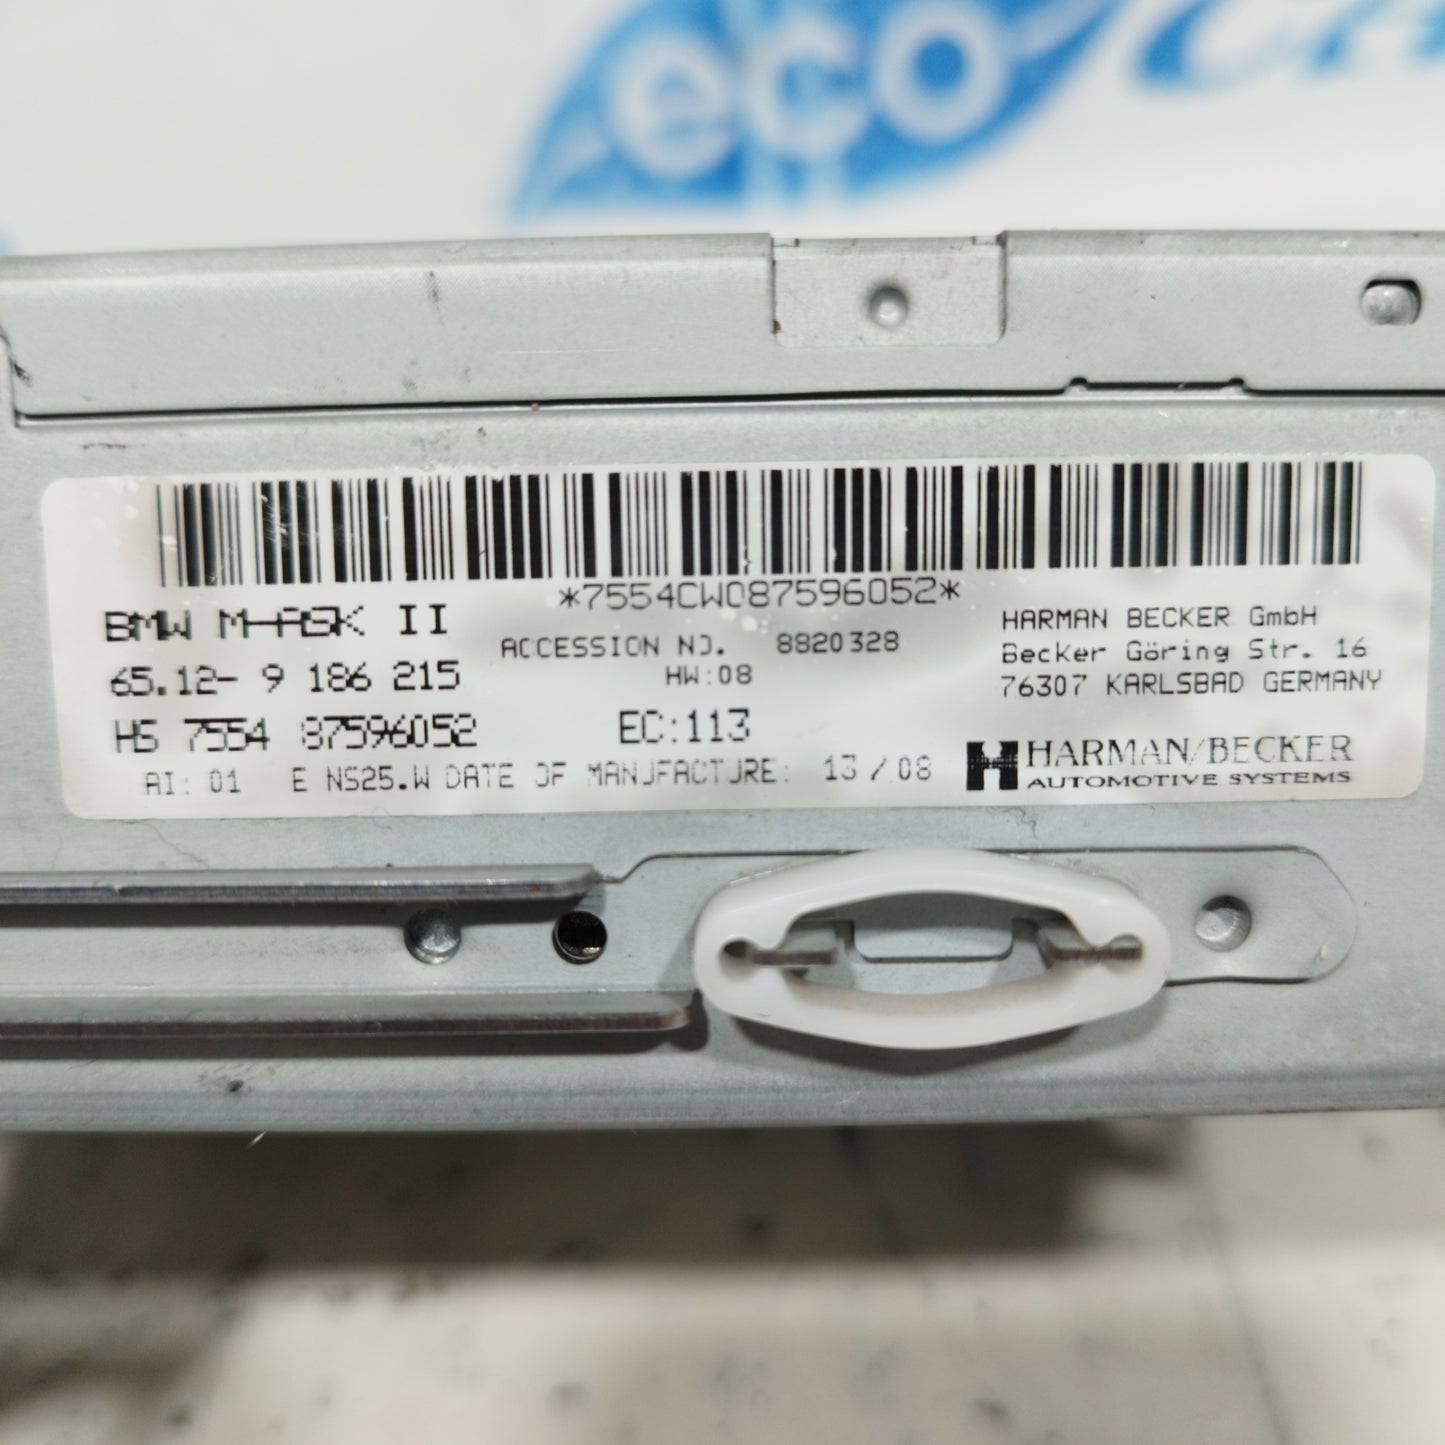 eco
*7554CW087596052*
BMW M-ASK II
ACCESSION NO. 8820328
HARMAN BECKER GmbH
65.12- 9 186 215
HW:08
Becker Göring Str. 16
76307 KARLSBAD GERMANY
HS 7554 87596052
EC:113
HARMAN/BECKER
AUTOMOTIVE SYSTEMS
AI: 01 E NS25.W DATE OF MANUFACTURE: 13/08